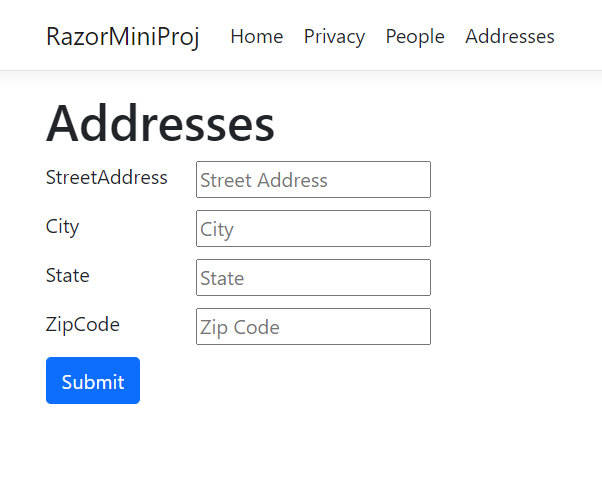 RazorMiniProj Home Privacy People Addresses
Addresses
StreetAddress Street Address
City City
State State
ZipCode Zip Code
Submit